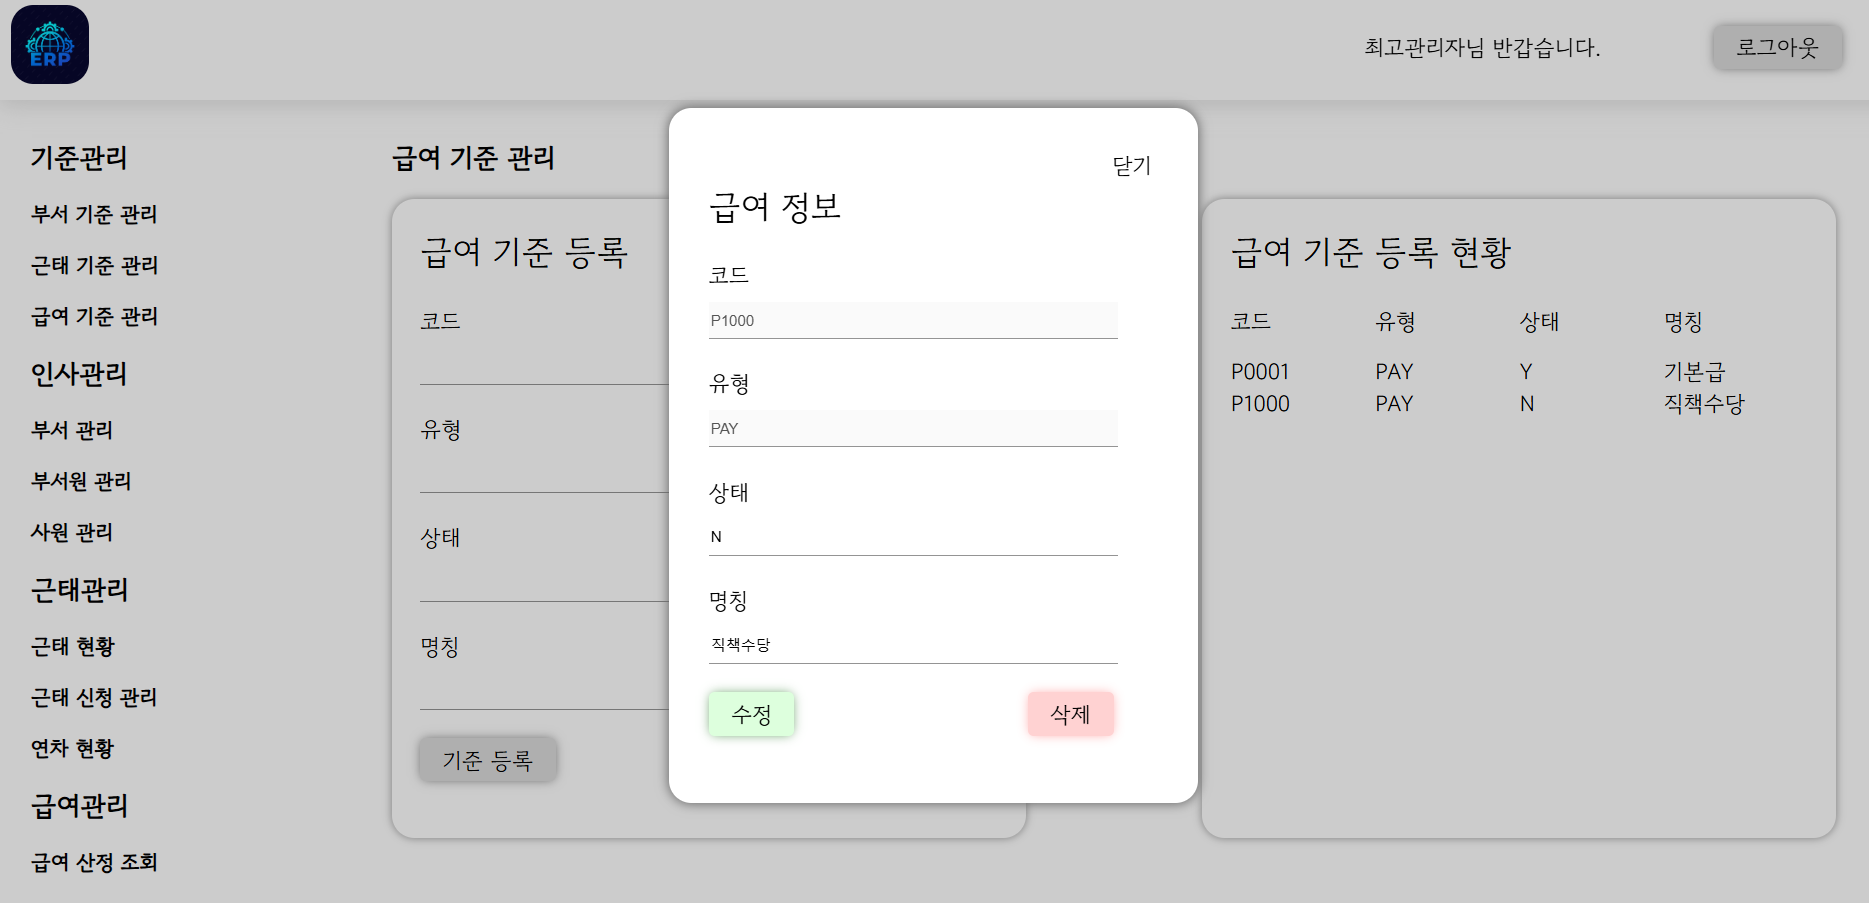 ERP
최고관리자님 반갑습니다.
로그아웃
기준관리
부서 기준 관리
근태 기준 관리
급여 기준 관리
인사관리
부서 관리
부서원 관리
사원 관리
근태관리
근태 현황
근태 신청 관리
연차 현황
급여관리
급여 산정 조회
급여 기준 관리
급여 기준 등록
코드
유형
상태
명칭
기준 등록
닫기
급여 정보
코드
P1000
유형
PAY
상태
N
명칭
직책수당
수정 삭제
급여 기준 등록 현황
코드 유형 상태 명칭
P0001 PAY Y 기본급
P1000 PAY N 직책수당